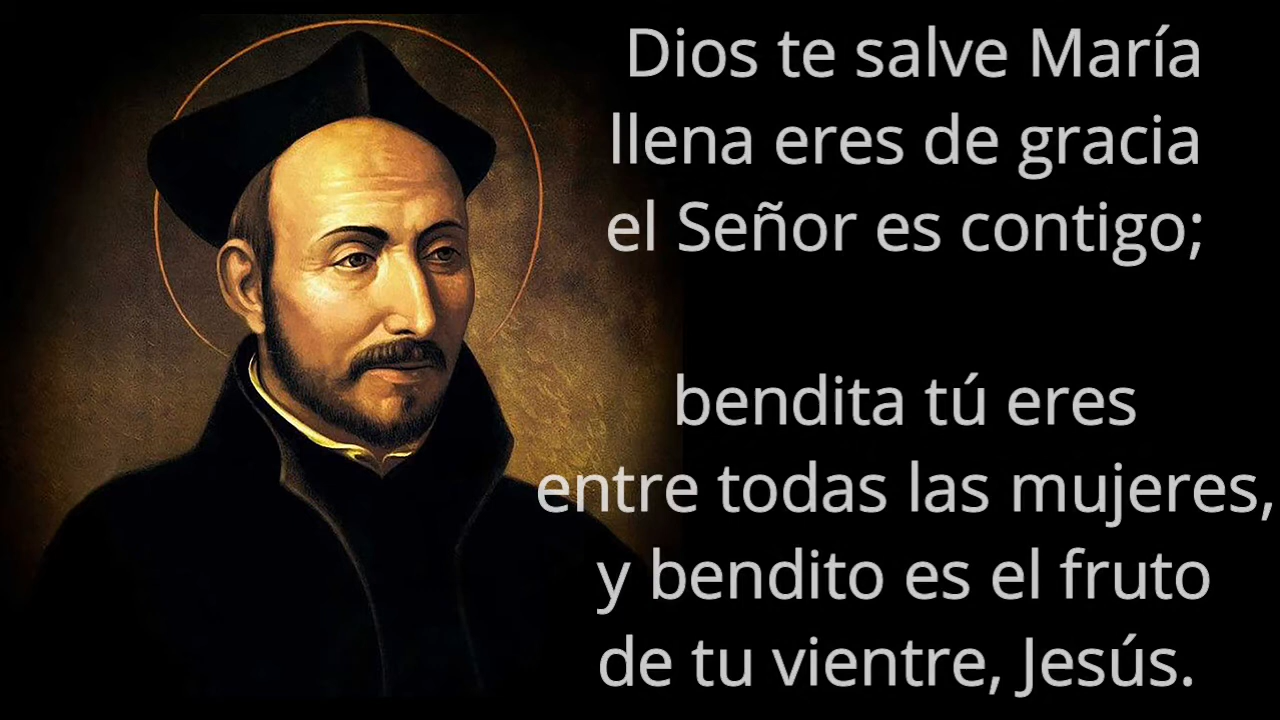 Dios te salve María
llena eres de gracia
el Señor es contigo;
bendita tú eres
entre todas las mujeres,
y bendito es el fruto
de tu vientre, Jesús.